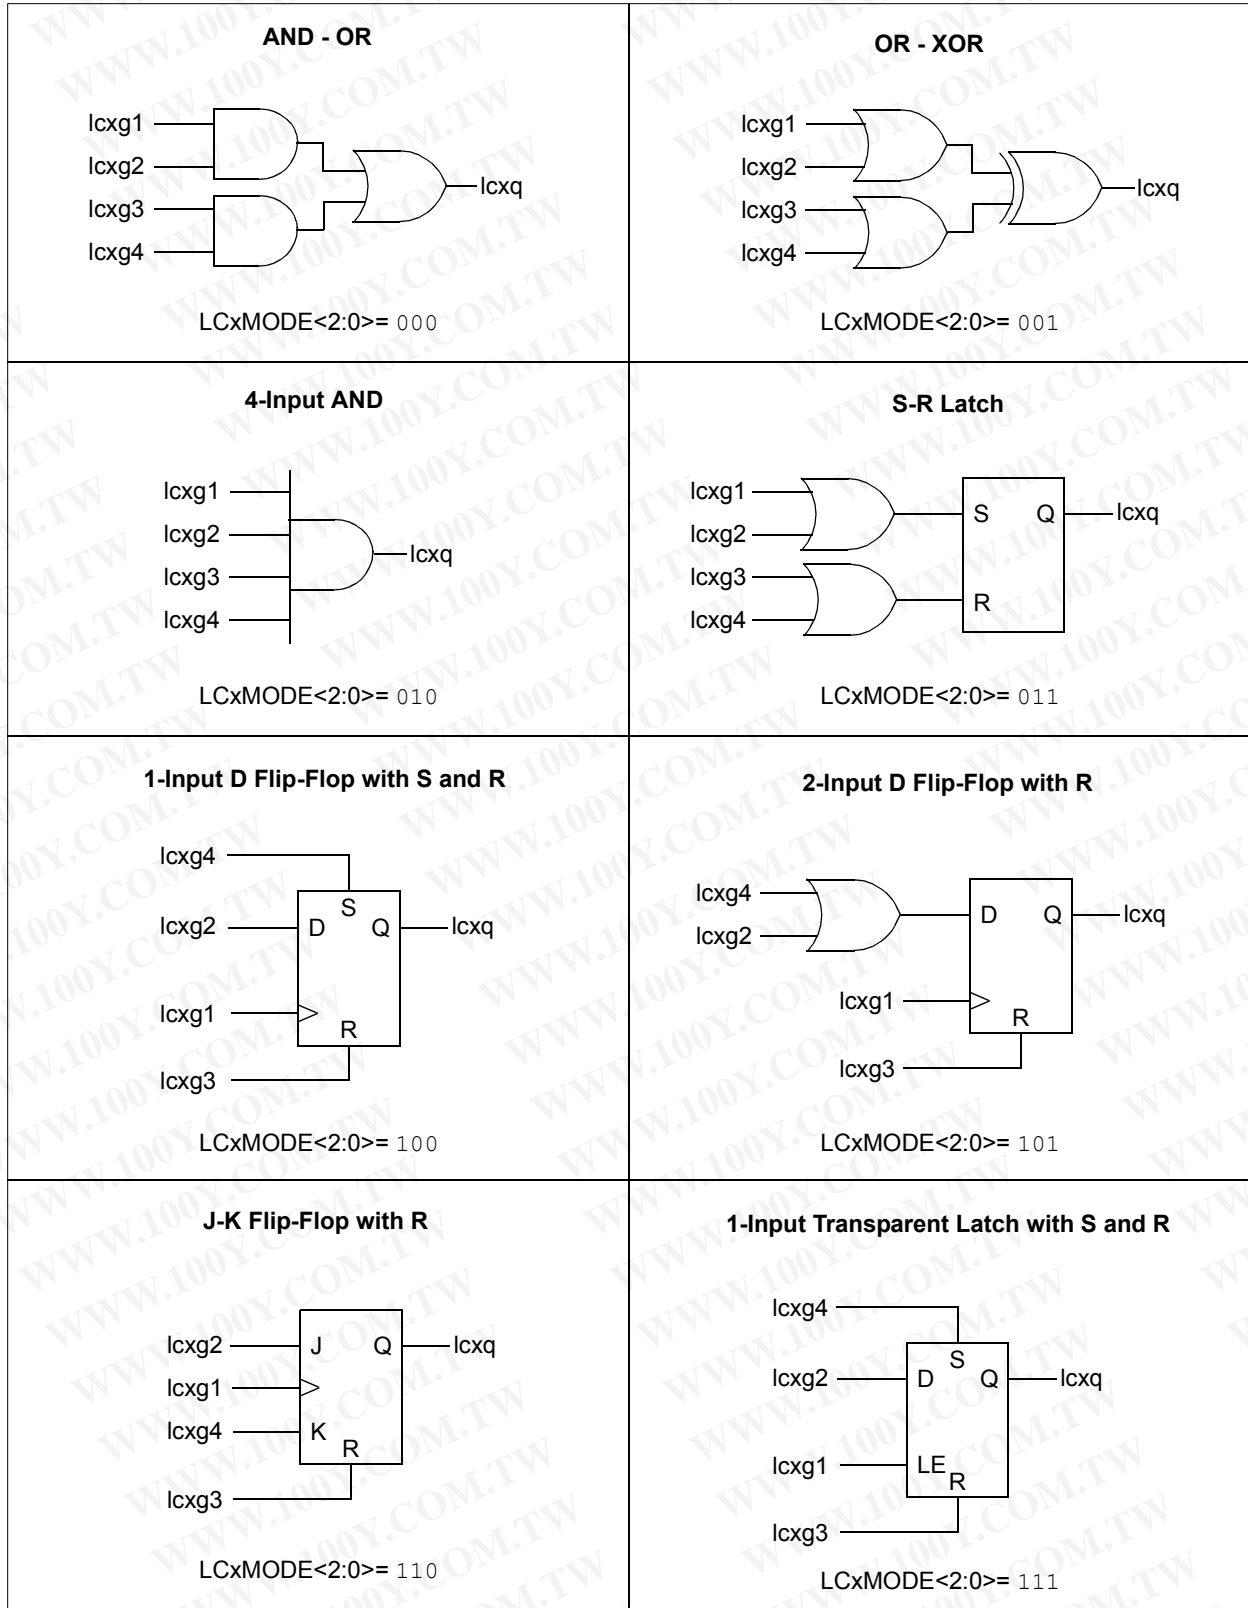 AND - OR
lcxg1
lcxg2
lcxg3
lcxg4
lcxq
LCxMODE<2:0>= 000
OR - XOR
lcxg1
lcxg2
lcxg3
lcxg4
lcxq
LCxMODE<2:0>= 001
4-Input AND
lcxg1
lcxg2
lcxg3
lcxg4
lcxq
LCxMODE<2:0>= 010
S-R Latch
lcxg1
lcxg2
lcxg3
lcxg4
S
Q
R
lcxq
LCxMODE<2:0>= 011
1-Input D Flip-Flop with S and R
lcxg4
S
lcxg2
D
Q
lcxq
lcxg1
R
lcxg3
LCxMODE<2:0>= 100
2-Input D Flip-Flop with R
lcxg4
lcxg2
D
Q
lcxq
lcxg1
R
lcxg3
LCxMODE<2:0>= 101
J-K Flip-Flop with R
lcxg2
J
Q
lcxq
lcxg1
lcxg4
K
R
lcxg3
LCxMODE<2:0>= 110
1-Input Transparent Latch with S and R
lcxg4
S
lcxg2
D
Q
lcxq
lcxg1
LE
R
lcxg3
LCxMODE<2:0>= 111
WWW.100Y.COM.TW